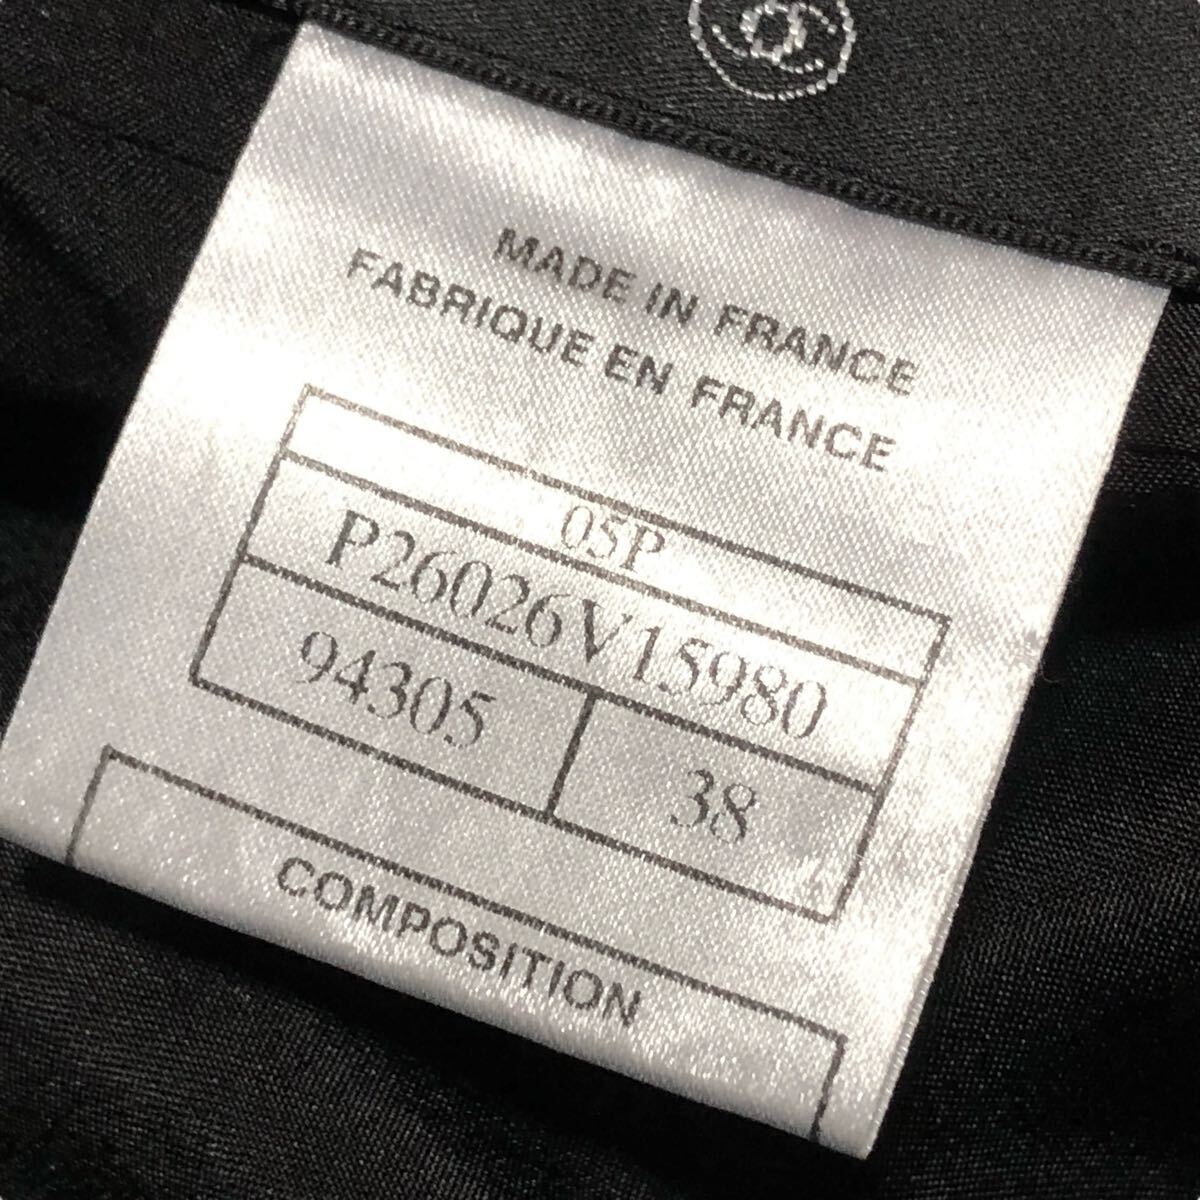 MADE IN FRANCE
FABRIQUE EN FRANCE
05P
P26026V15980
94305
38
COMPOSITION